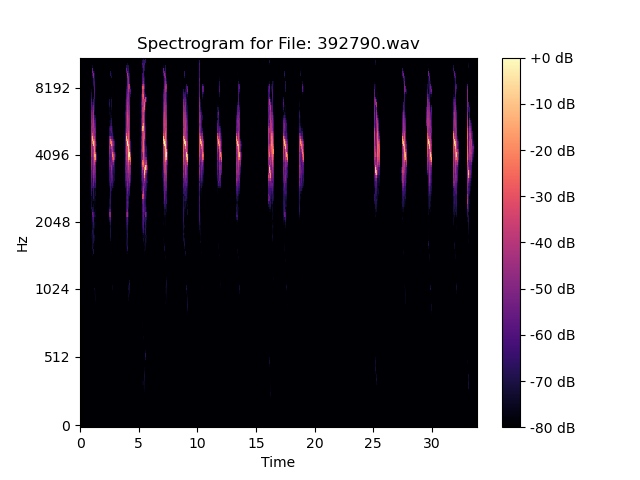 Spectrogram for File: 392790.wav
8192
4096
2048
1024
512
0
Hz
0 5 10 15 20 25 30
Time
+0 dB
-10 dB
-20 dB
-30 dB
-40 dB
-50 dB
-60 dB
-70 dB
-80 dB